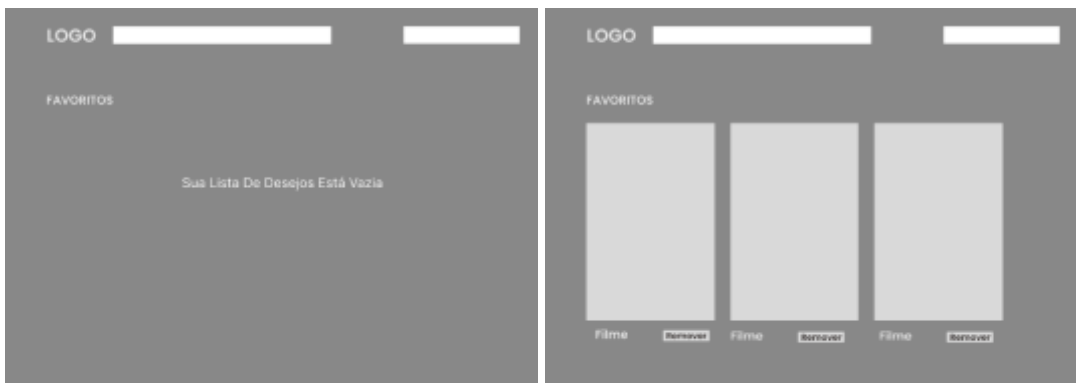 LOGO
FAVORITOS
Sua Lista De Desejos Está Vazia
LOGO
FAVORITOS
Filme Remover Filme Remover Filme Remover